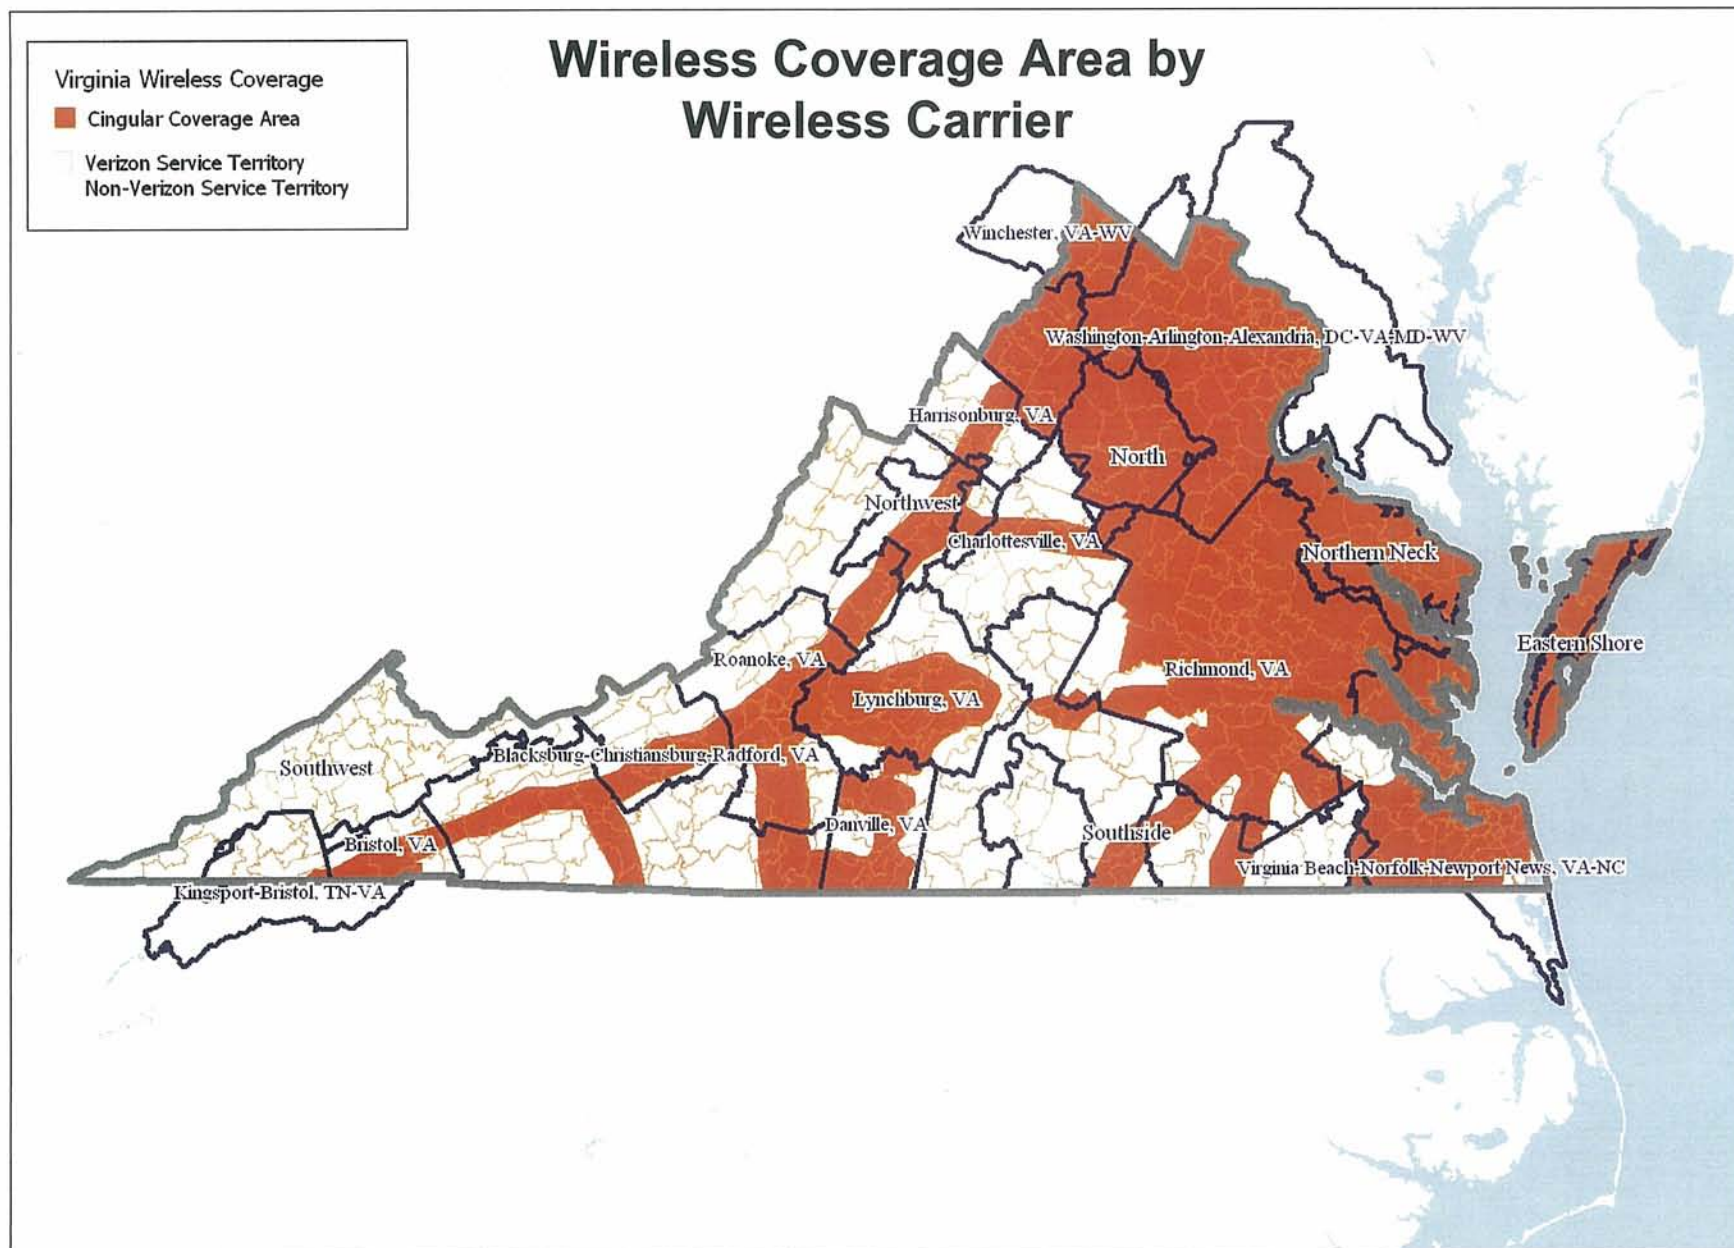 Wireless Coverage Area by
Wireless Carrier
Virginia Wireless Coverage
Cingular Coverage Area
Verizon Service Territory
Non-Verizon Service Territory
Winchester, VA-WV
Washington-Arlington-Alexandria, DC-VA-MD-WV
Harrisonburg, VA
North
Northwest
Charlottesville, VA
Northern Neck
Eastern Shore
Roanoke, VA
Richmond, VA
Lynchburg, VA
Blacksburg-Christiansburg-Radford, VA
Southwest
Danville, VA
Southside
Bristol, VA
Virginia Beach-Norfolk-Newport News, VA-NC
Kingsport-Bristol, TN-VA